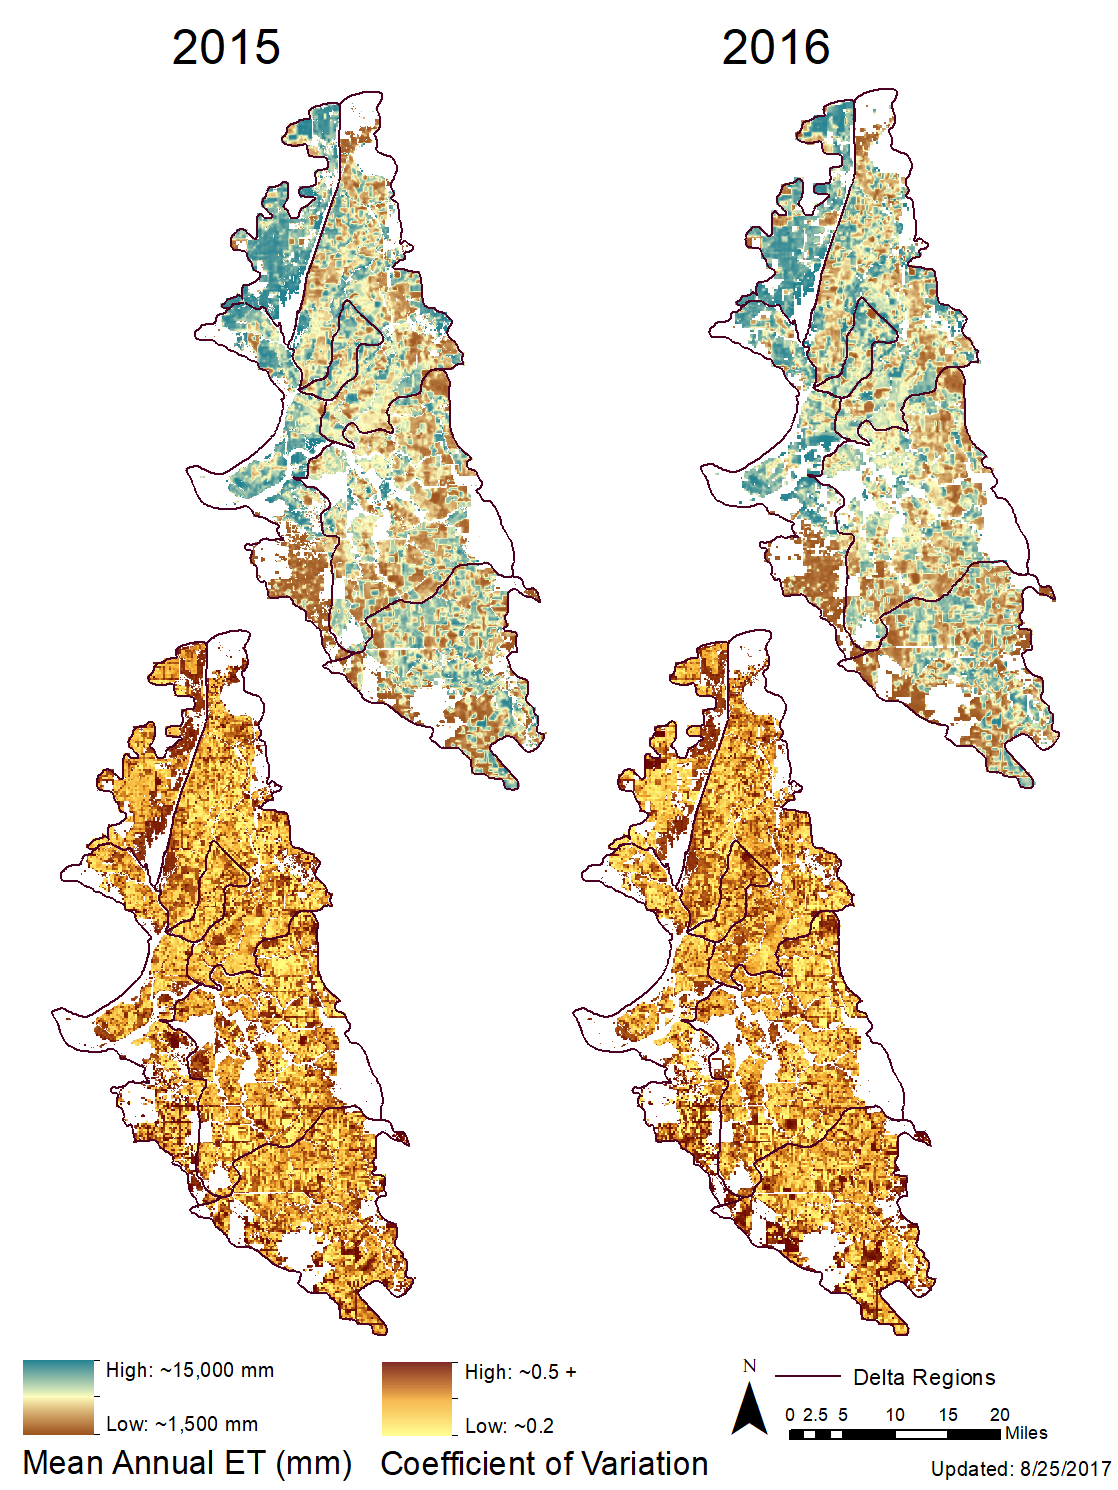 2015
2016
High: ~15,000 mm
Low: ~1,500 mm
Mean Annual ET (mm)
High: ~0.5 +
Low: ~0.2
Coefficient of Variation
N
Delta Regions
0 2.5 5 10 15 20
Miles
Updated: 8/25/2017